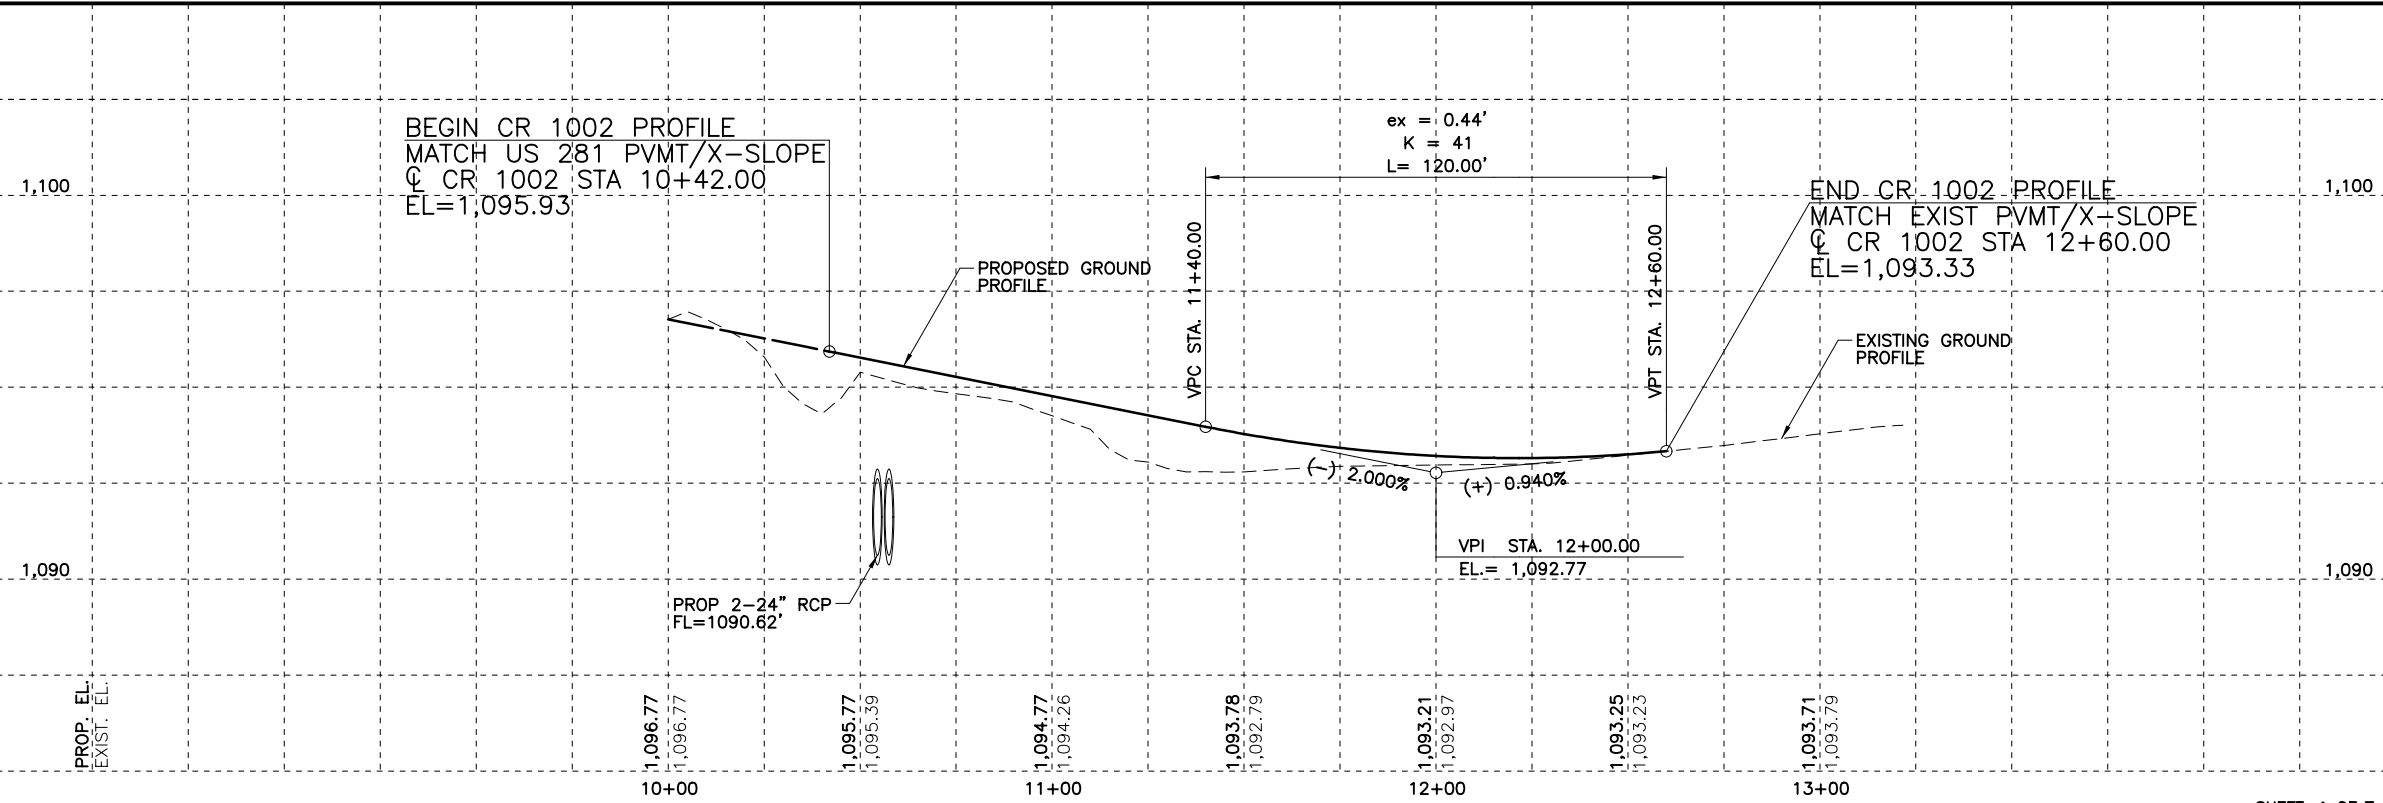 BEGIN CR 1002 PROFILE
MATCH US 281 PVMT/X-SLOPE
℄ CR 1002 STA 10+42.00
EL=1,095.93
ex = 0.44'
K = 41
L= 120.00'
1,100
1,100
END CR 1002 PROFILE
MATCH EXIST PVMT/X-SLOPE
℄ CR 1002 STA 12+60.00
EL=1,093.33
VPC STA. 11+40.00
VPT STA. 12+60.00
PROPOSED GROUND
PROFILE
EXISTING GROUND
PROFILE
(-) 2.000%
(+) 0.940%
VPI STA. 12+00.00
EL.= 1,092.77
1,090
1,090
PROP 2-24" RCP
FL=1090.62'
PROP. EL.
EXIST. EL.
1,096.77
1,096.77
1,095.77
1,095.39
1,094.77
1,094.26
1,093.78
1,092.79
1,093.21
1,092.97
1,093.25
1,093.23
1,093.71
1,093.79
10+00
11+00
12+00
13+00